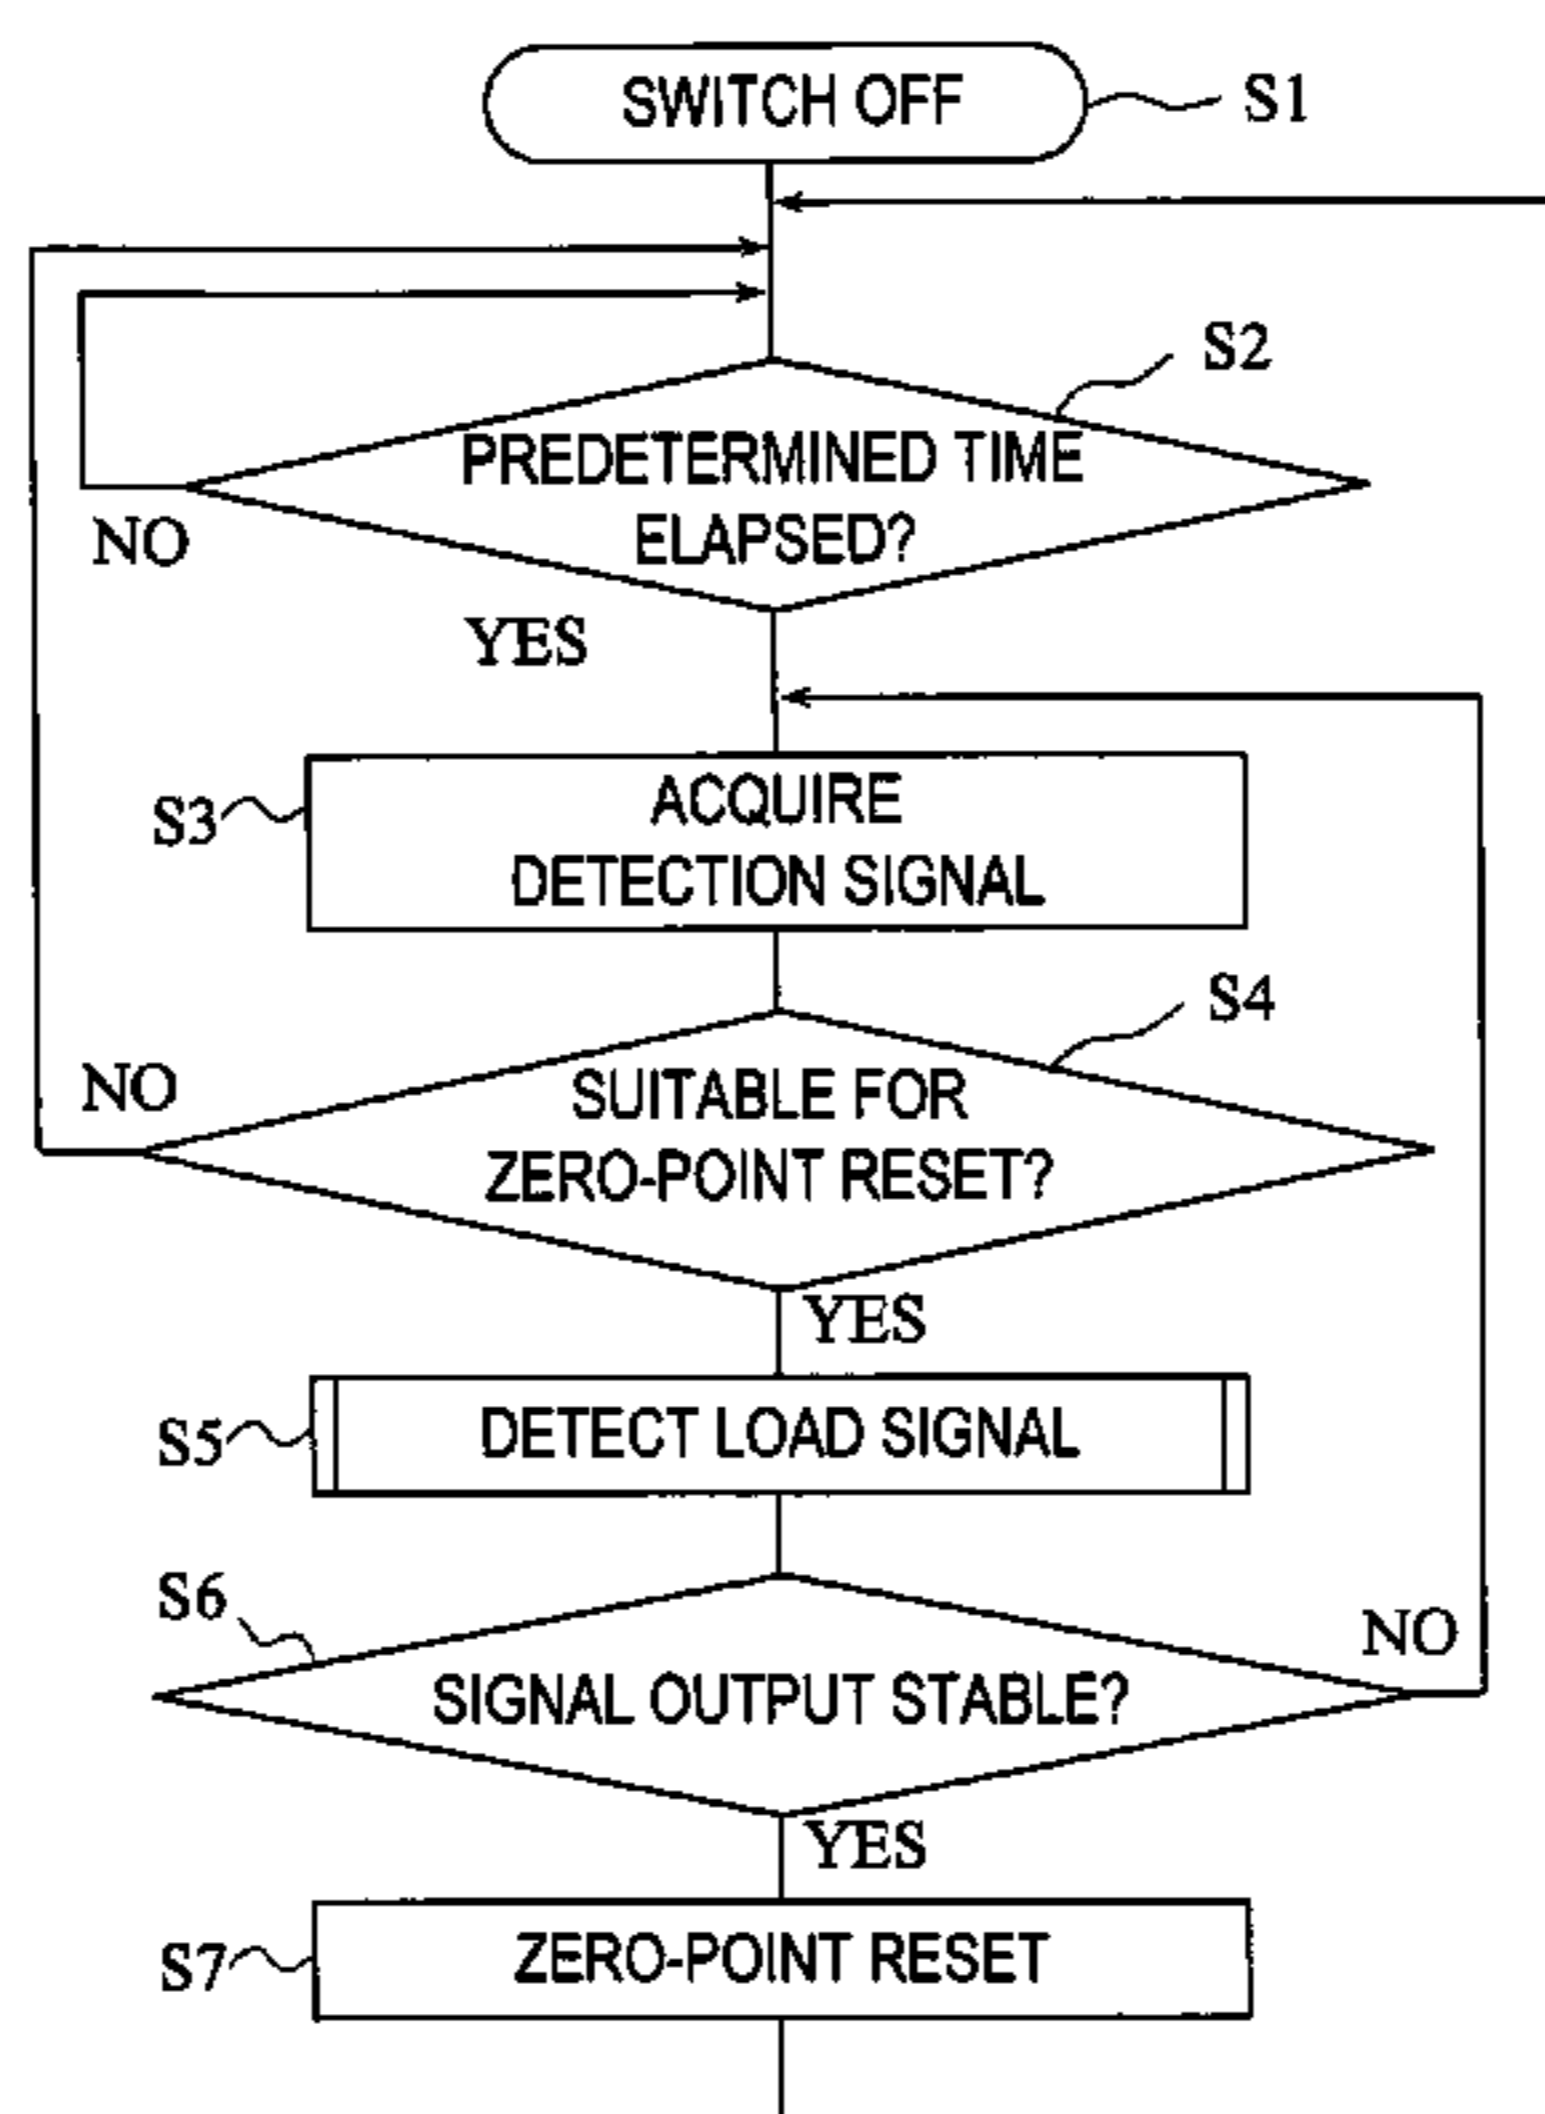 SWITCH OFF
S1
S2
PREDETERMINED TIME
ELAPSED?
NO
YES
ACQUIRE
DETECTION SIGNAL
S3
S4
SUITABLE FOR
ZERO-POINT RESET?
NO
YES
S5
DETECT LOAD SIGNAL
S6
SIGNAL OUTPUT STABLE?
NO
YES
S7
ZERO-POINT RESET